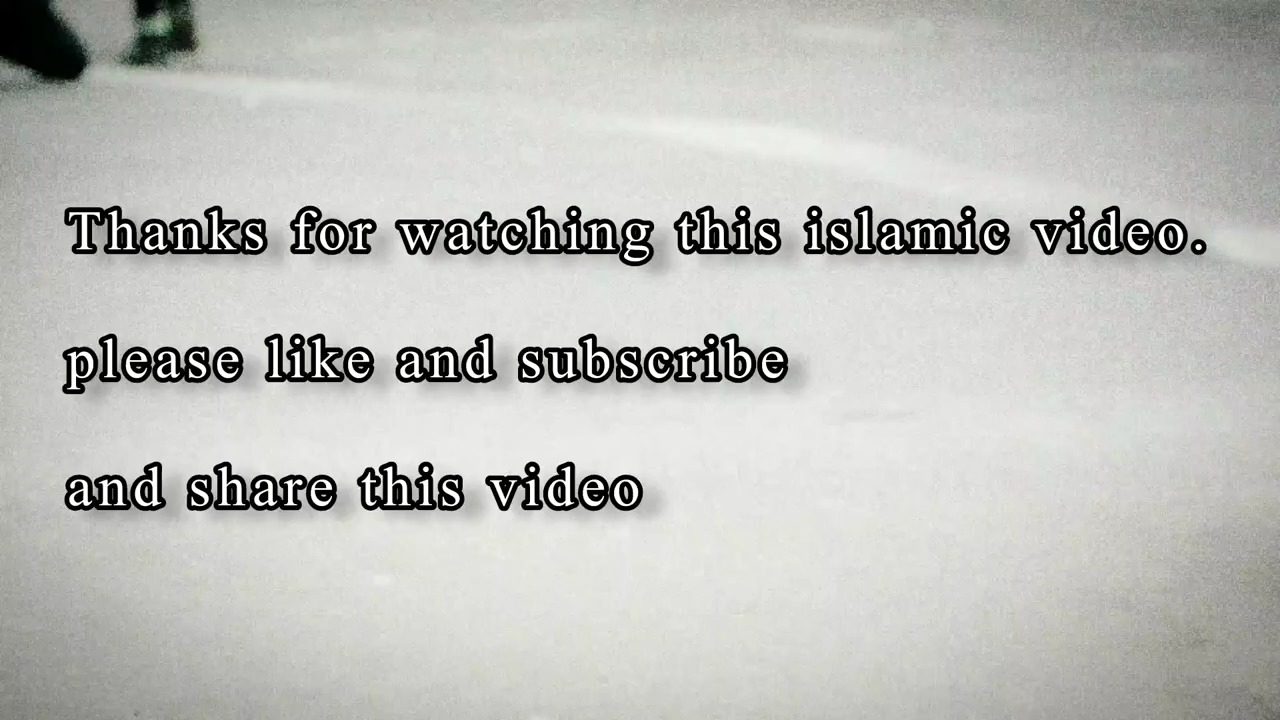 Thanks for watching this islamic video.
please like and subscribe
and share this video